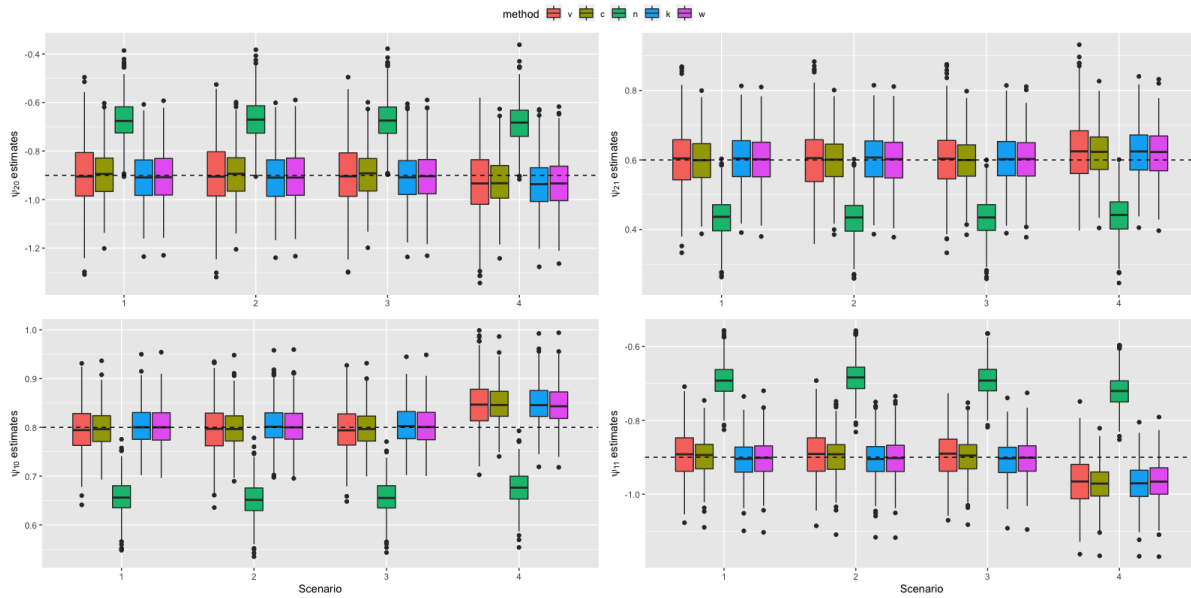 method v c n k w
ψ20 estimates
-0.4
-0.6
-0.8
-1.0
-1.2
1 2 3 4
ψ21 estimates
0.8
0.6
0.4
1 2 3 4
ψ10 estimates
1.0
0.9
0.8
0.7
0.6
1 2 3 4
Scenario
ψ11 estimates
-0.6
-0.8
-1.0
1 2 3 4
Scenario